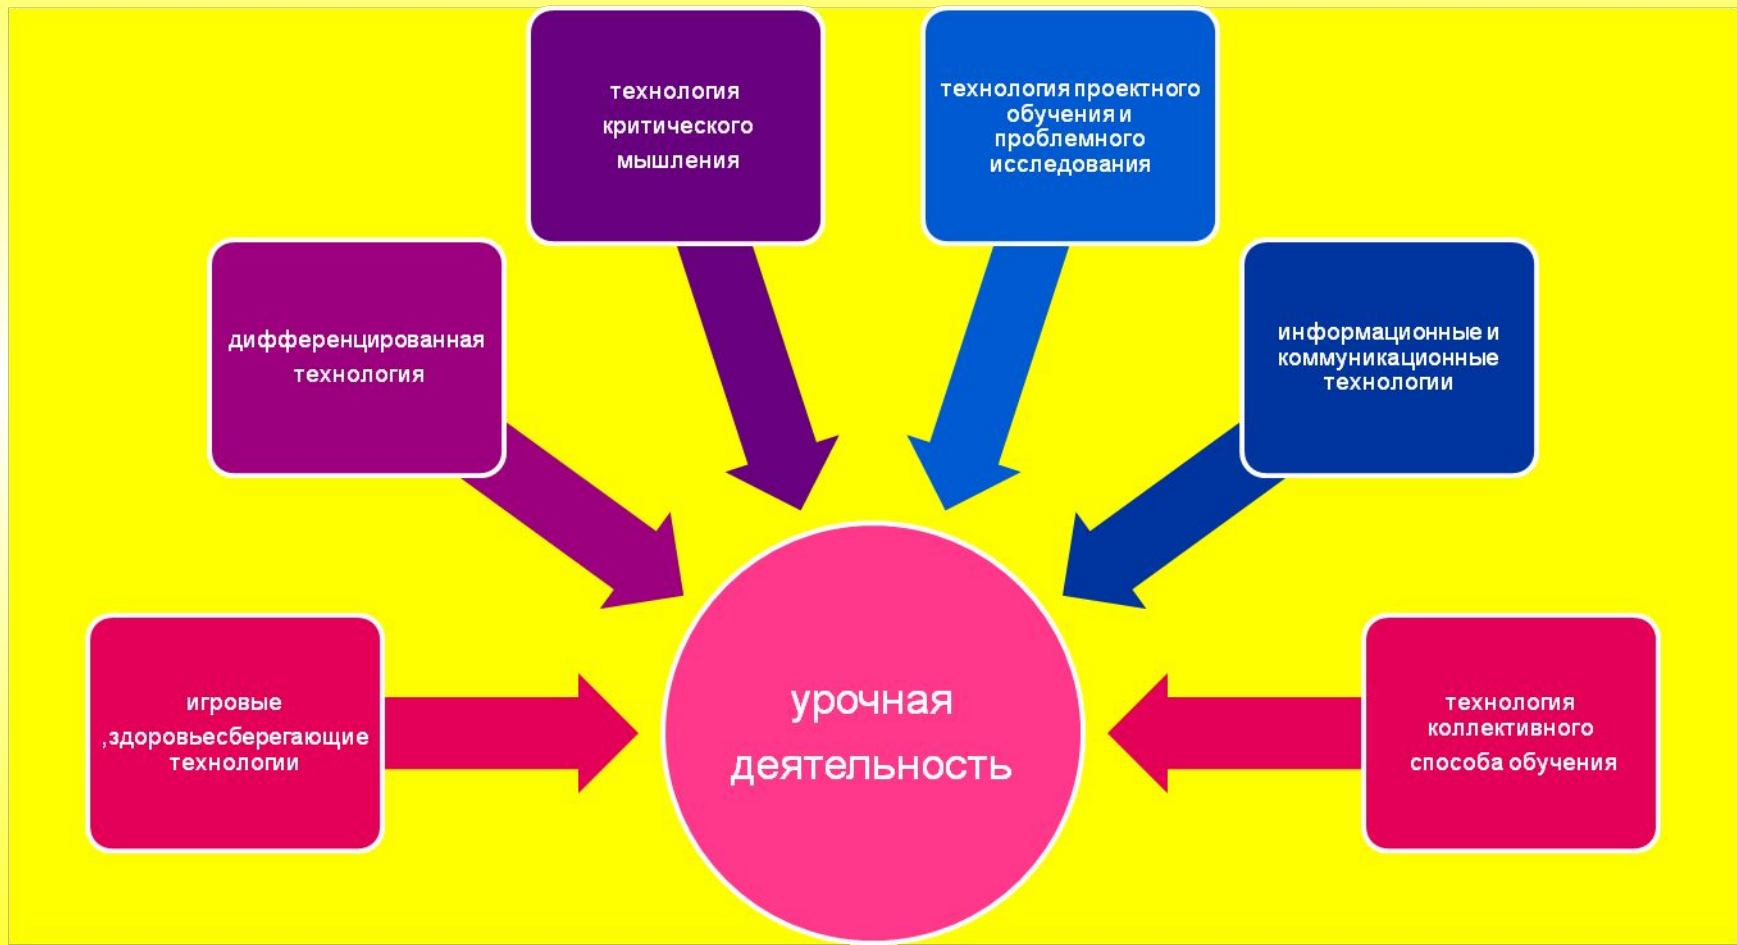 технология
критического
мышления
технология проектного
обучения и
проблемного
исследования
дифференцированная
технология
информационные и
коммуникационные
технологии
игровые
,здоровьесберегающие
технологии
урочная
деятельность
технология
коллективного
способа обучения